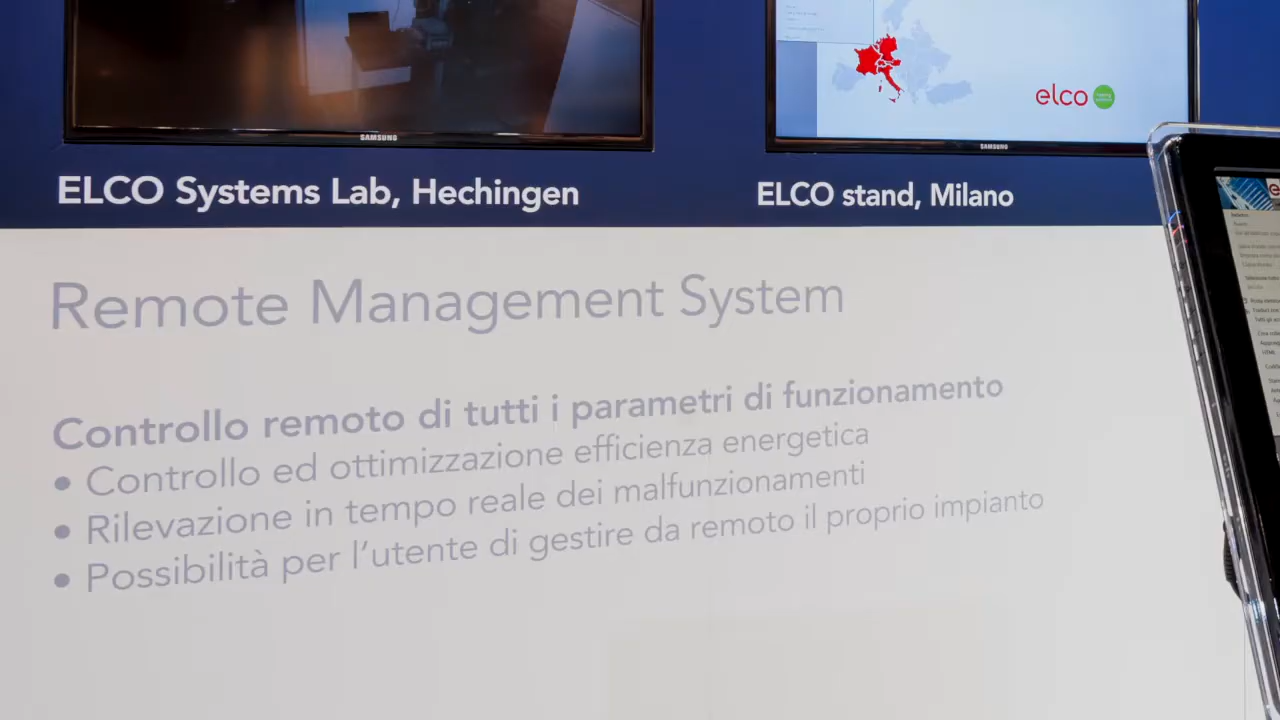 SAMSUNG
elco
SAMSUNG
ELCO Systems Lab, Hechingen
ELCO stand, Milano
Remote Management System
Controllo remoto di tutti i parametri di funzionamento
• Controllo ed ottimizzazione efficienza energetica
• Rilevazione in tempo reale dei malfunzionamenti
• Possibilità per l'utente di gestire da remoto il proprio impianto